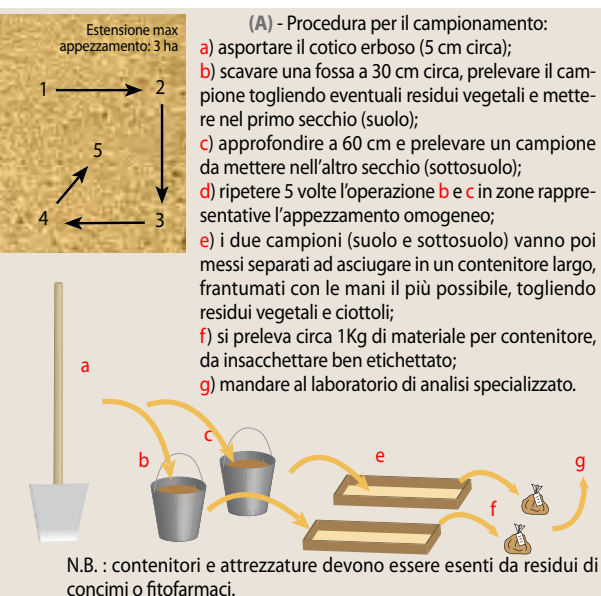 Estensione max
appezzamento: 3 ha
1
2
5
4
3
(A) - Procedura per il campionamento:
a) asportare il cotico erboso (5 cm circa);
b) scavare una fossa a 30 cm circa, prelevare il cam-
pione togliendo eventuali residui vegetali e mette-
re nel primo secchio (suolo);
c) approfondire a 60 cm e prelevare un campione
da mettere nell'altro secchio (sottosuolo);
d) ripetere 5 volte l'operazione b e c in zone rappre-
sentative l'appezzamento omogeneo;
e) i due campioni (suolo e sottosuolo) vanno poi
messi separati ad asciugare in un contenitore largo,
frantumati con le mani il più possibile, togliendo
residui vegetali e ciottoli;
f) si preleva circa 1Kg di materiale per contenitore,
da insacchettare ben etichettato;
g) mandare al laboratorio di analisi specializzato.
a
b
c
e
f
g
N.B. : contenitori e attrezzature devono essere esenti da residui di
concimi o fitofarmaci.